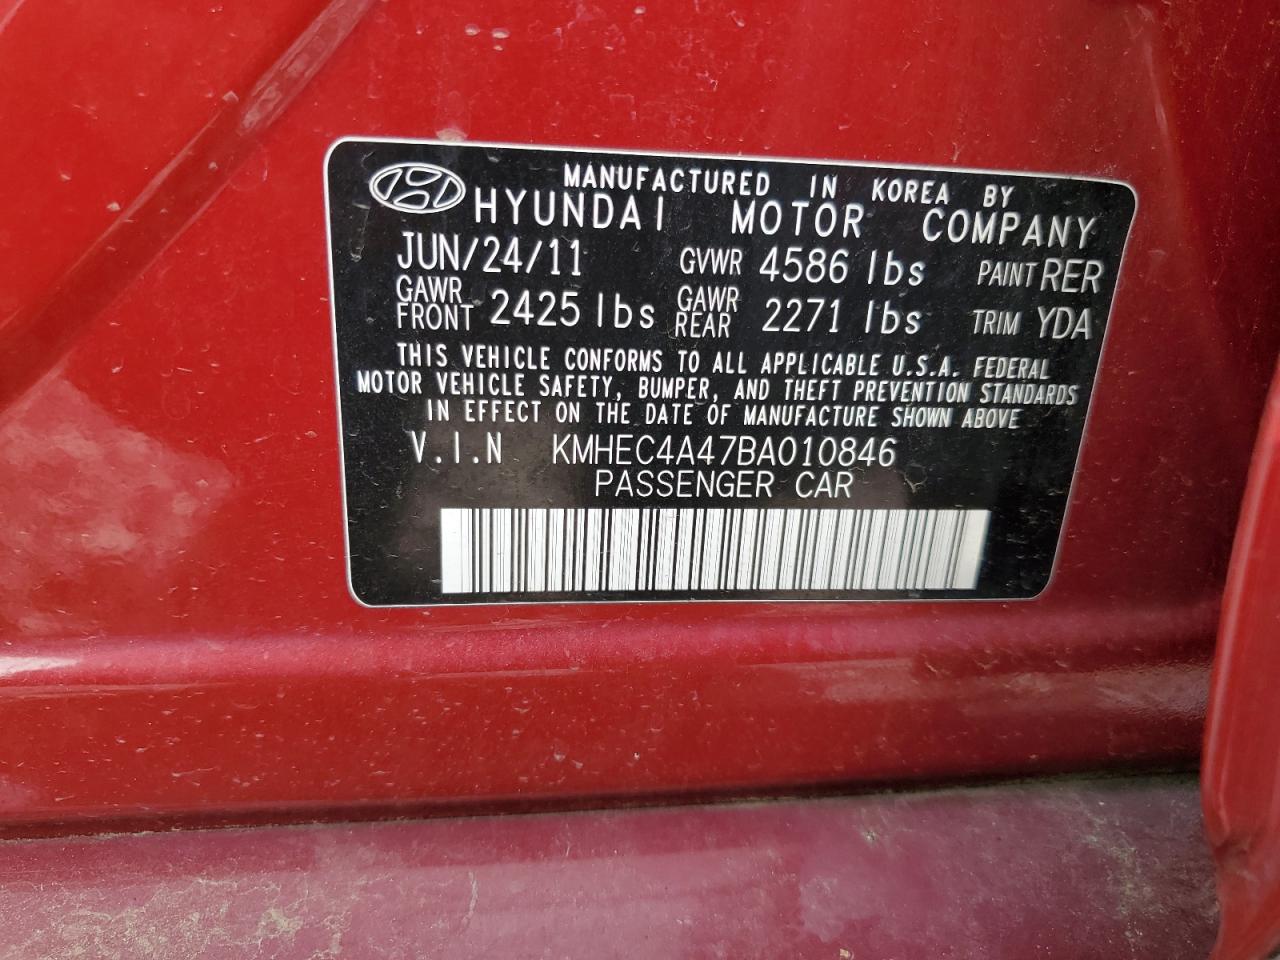 MANUFACTURED IN KOREA BY
HYUNDAI MOTOR COMPANY
JUN/24/11 GVWR 4586 lbs PAINT RER
GAWR FRONT 2425 lbs GAWR REAR 2271 lbs TRIM YDA
THIS VEHICLE CONFORMS TO ALL APPLICABLE U.S.A. FEDERAL
MOTOR VEHICLE SAFETY, BUMPER, AND THEFT PREVENTION STANDARDS
IN EFFECT ON THE DATE OF MANUFACTURE SHOWN ABOVE
V.I.N KMHEC4A47BA010846
PASSENGER CAR